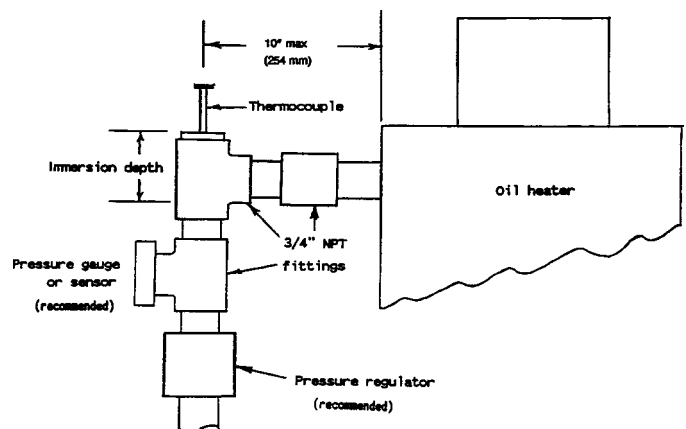 10" max
(254 mm)
Thermocouple
Immersion depth
Oil heater
3/4" NPT
fittings
Pressure gauge
or sensor
(recommended)
Pressure regulator
(recommended)